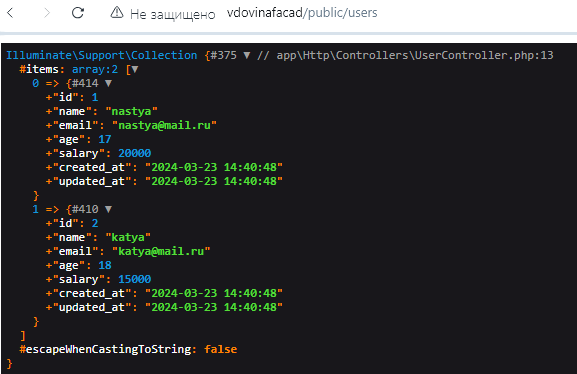 Не защищено vdovinafacad/public/users
Illuminate\Support\Collection {#375 ▼ // app\Http\Controllers\UserController.php:13
  #items: array:2 [▼
    0 => {#414 ▼
      +"id": 1
      +"name": "nastya"
      +"email": "nastya@mail.ru"
      +"age": 17
      +"salary": 20000
      +"created_at": "2024-03-23 14:40:48"
      +"updated_at": "2024-03-23 14:40:48"
    }
    1 => {#410 ▼
      +"id": 2
      +"name": "katya"
      +"email": "katya@mail.ru"
      +"age": 18
      +"salary": 15000
      +"created_at": "2024-03-23 14:40:48"
      +"updated_at": "2024-03-23 14:40:48"
    }
  ]
  #escapeWhenCastingToString: false
}